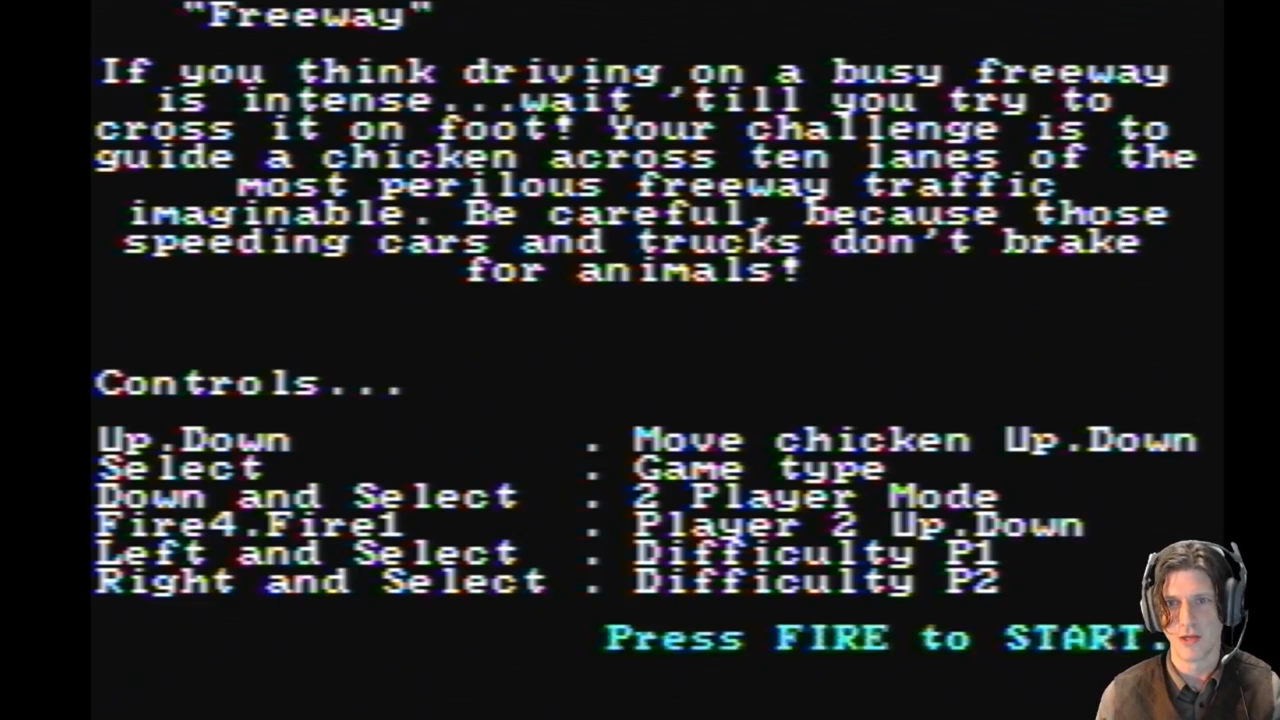 "Freeway"
If you think driving on a busy freeway
is intense...wait 'till you try to
cross it on foot! Your challenge is to
guide a chicken across ten lanes of the
most perilous freeway traffic
imaginable. Be careful, because those
speeding cars and trucks don't brake
for animals!
Controls...
Up.Down . Move chicken Up.Down
Select . Game type
Down and Select . 2 Player Mode
Fire4.Fire1 . Player 2 Up.Down
Left and Select . Difficulty P1
Right and Select . Difficulty P2
Press FIRE to START.